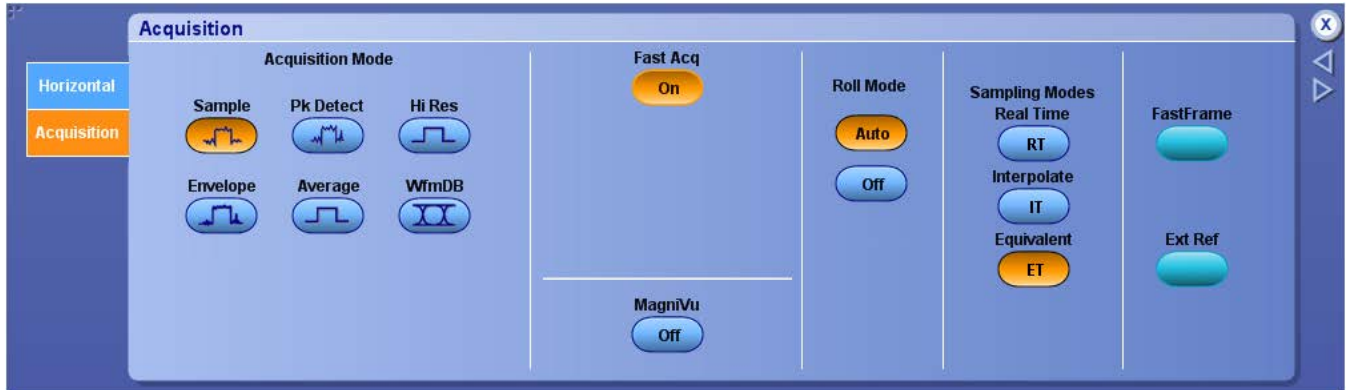 Acquisition
X
Horizontal
Acquisition
Acquisition Mode
Sample
Pk Detect
Hi Res
Envelope
Average
WfmDB
Fast Acq
On
MagniVu
Off
Roll Mode
Auto
Off
Sampling Modes
Real Time
RT
Interpolate
IT
Equivalent
ET
FastFrame
Ext Ref